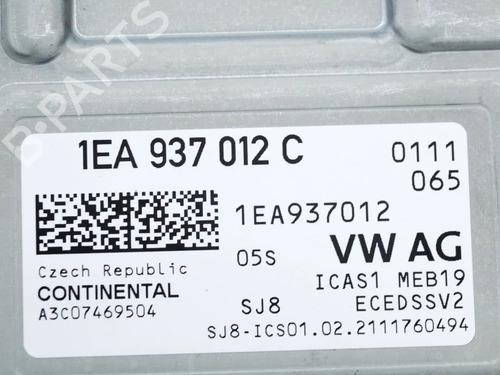 B-PARTS
1EA 937 012 C
0111
065
1EA937012
05S
VW AG
Czech Republic
ICAS1 MEB19
CONTINENTAL
SJ8
ECEDSSV2
A3C07469504
SJ8-ICS01.02.2111760494